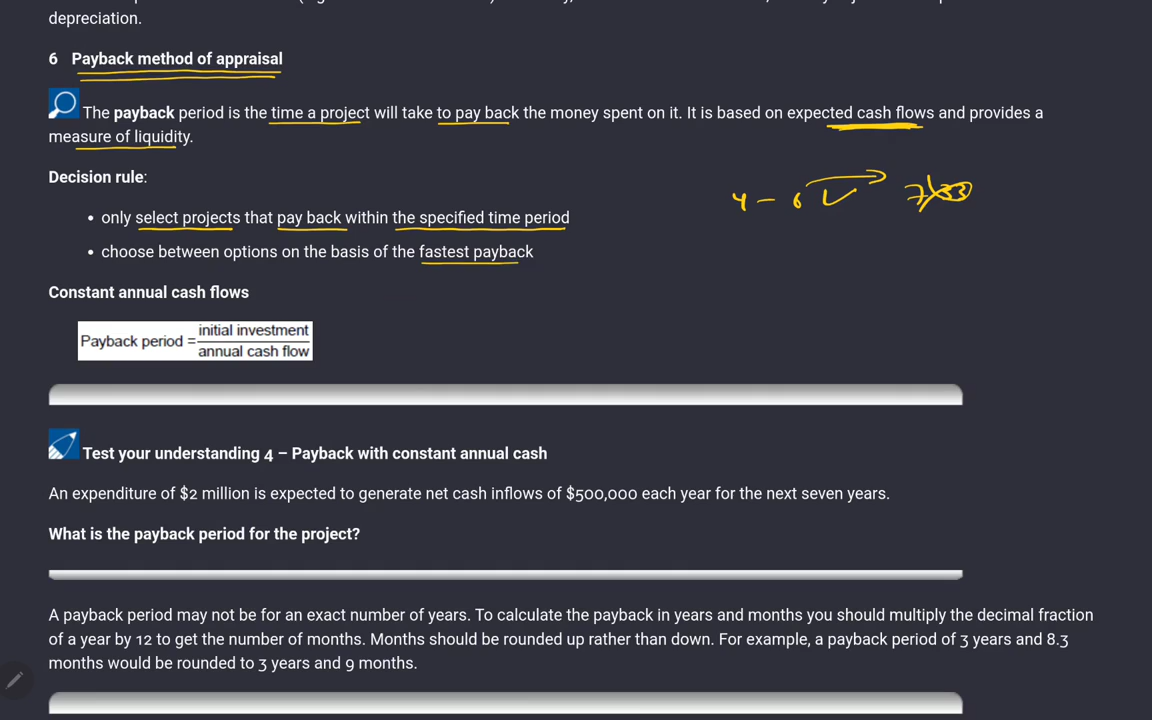 depreciation.
6 Payback method of appraisal
The payback period is the time a project will take to pay back the money spent on it. It is based on expected cash flows and provides a
measure of liquidity.
Decision rule:
4 - 6
• only select projects that pay back within the specified time period
• choose between options on the basis of the fastest payback
Constant annual cash flows
Payback period = initial investment
annual cash flow
Test your understanding 4 – Payback with constant annual cash
An expenditure of $2 million is expected to generate net cash inflows of $500,000 each year for the next seven years.
What is the payback period for the project?
A payback period may not be for an exact number of years. To calculate the payback in years and months you should multiply the decimal fraction
of a year by 12 to get the number of months. Months should be rounded up rather than down. For example, a payback period of 3 years and 8.3
months would be rounded to 3 years and 9 months.